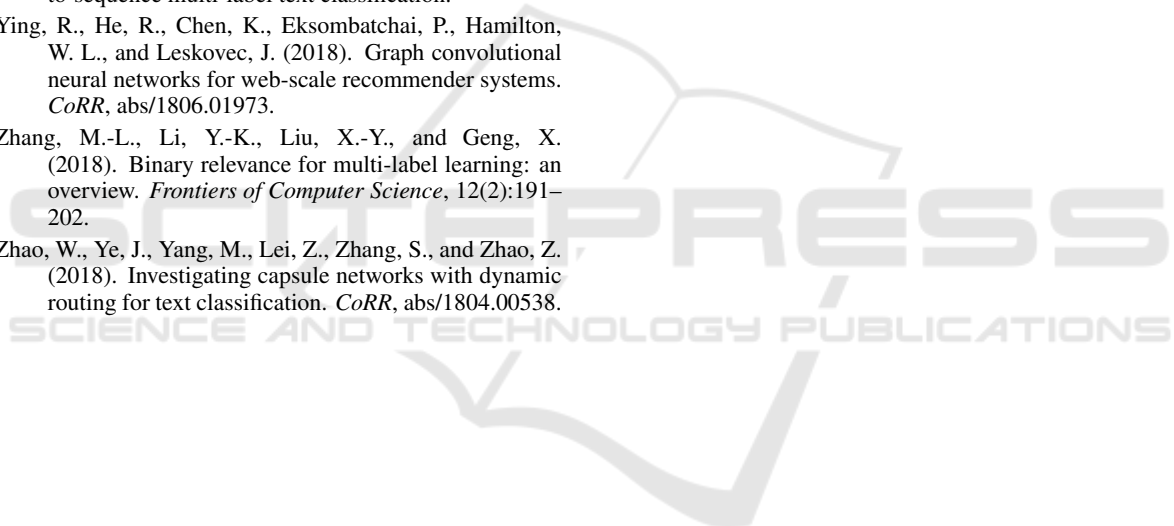 to-sequence multi-label text classification.
Ying, R., He, R., Chen, K., Eksombatchai, P., Hamilton,
W. L., and Leskovec, J. (2018). Graph convolutional
neural networks for web-scale recommender systems.
CoRR, abs/1806.01973.
Zhang, M.-L., Li, Y.-K., Liu, X.-Y., and Geng, X.
(2018). Binary relevance for multi-label learning: an
overview. Frontiers of Computer Science, 12(2):191–
202.
Zhao, W., Ye, J., Yang, M., Lei, Z., Zhang, S., and Zhao, Z.
(2018). Investigating capsule networks with dynamic
routing for text classification. CoRR, abs/1804.00538.
SCITEPRESS
SCIENCE AND TECHNOLOGY PUBLICATIONS